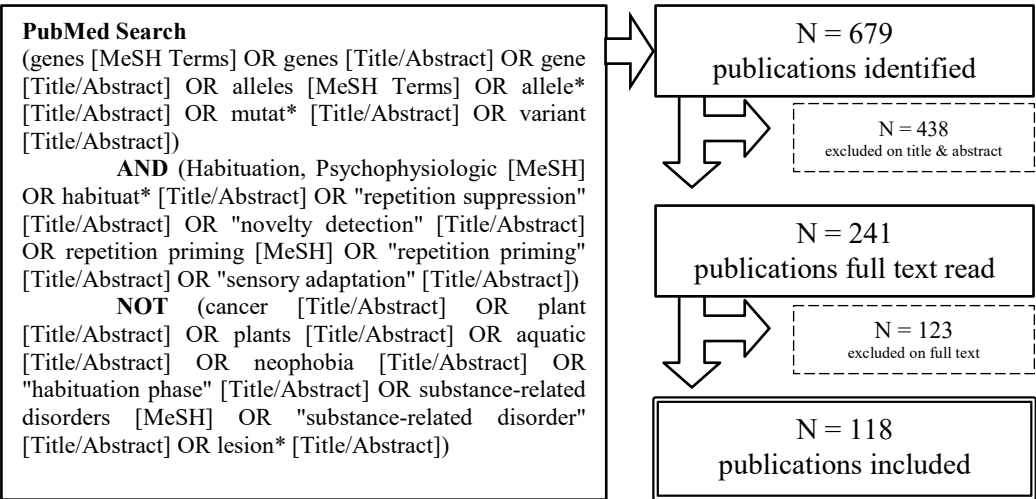 PubMed Search
(genes [MeSH Terms] OR genes [Title/Abstract] OR gene
[Title/Abstract] OR alleles [MeSH Terms] OR allele*
[Title/Abstract] OR mutat* [Title/Abstract] OR variant
[Title/Abstract])
AND (Habituation, Psychophysiologic [MeSH]
OR habituat* [Title/Abstract] OR "repetition suppression"
[Title/Abstract] OR "novelty detection" [Title/Abstract]
OR repetition priming [MeSH] OR "repetition priming"
[Title/Abstract] OR "sensory adaptation" [Title/Abstract])
NOT (cancer [Title/Abstract] OR plant
[Title/Abstract] OR plants [Title/Abstract] OR aquatic
[Title/Abstract] OR neophobia [Title/Abstract] OR
"habituation phase" [Title/Abstract] OR substance-related
disorders [MeSH] OR "substance-related disorder"
[Title/Abstract] OR lesion* [Title/Abstract])
N = 679
publications identified
N = 438
excluded on title & abstract
N = 241
publications full text read
N = 123
excluded on full text
N = 118
publications included